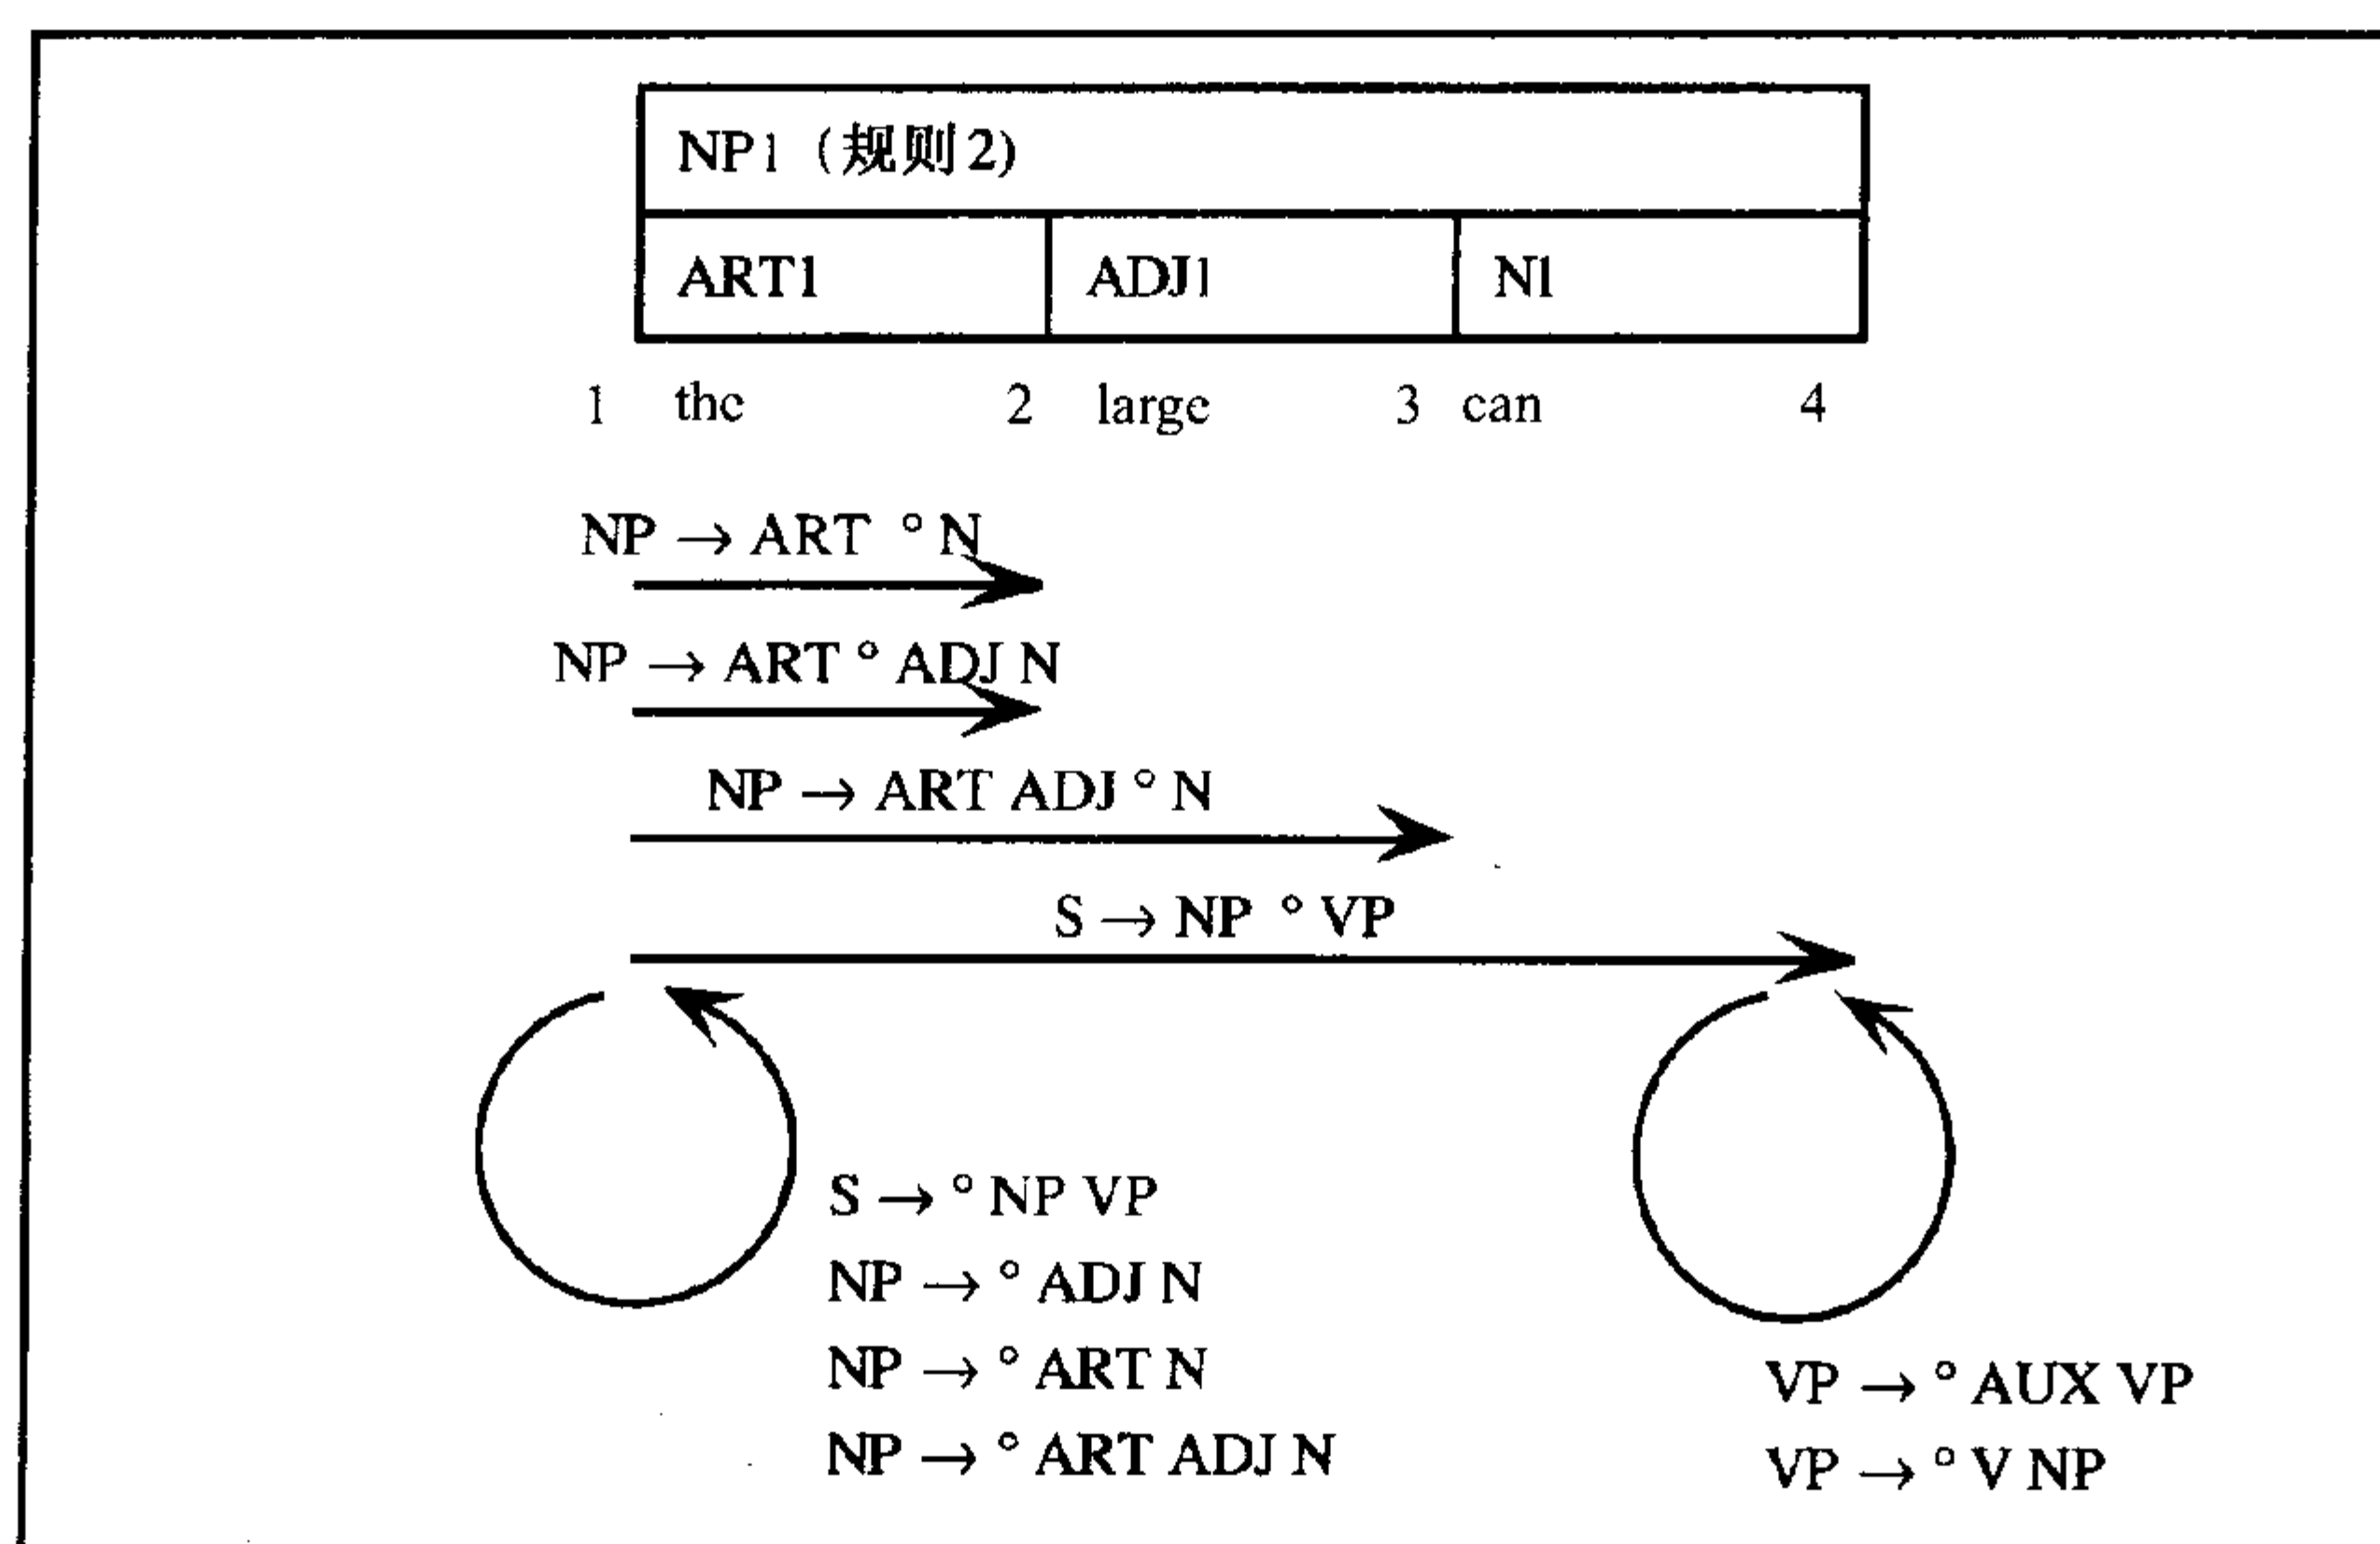 NP1 (规则2)
ART1 ADJ1 N1
1 the 2 large 3 can 4
NP → ART ° N
NP → ART ° ADJ N
NP → ART ADJ ° N
S → NP ° VP
S → ° NP VP
NP → ° ADJ N
NP → ° ART N
NP → ° ART ADJ N
VP → ° AUX VP
VP → ° V NP